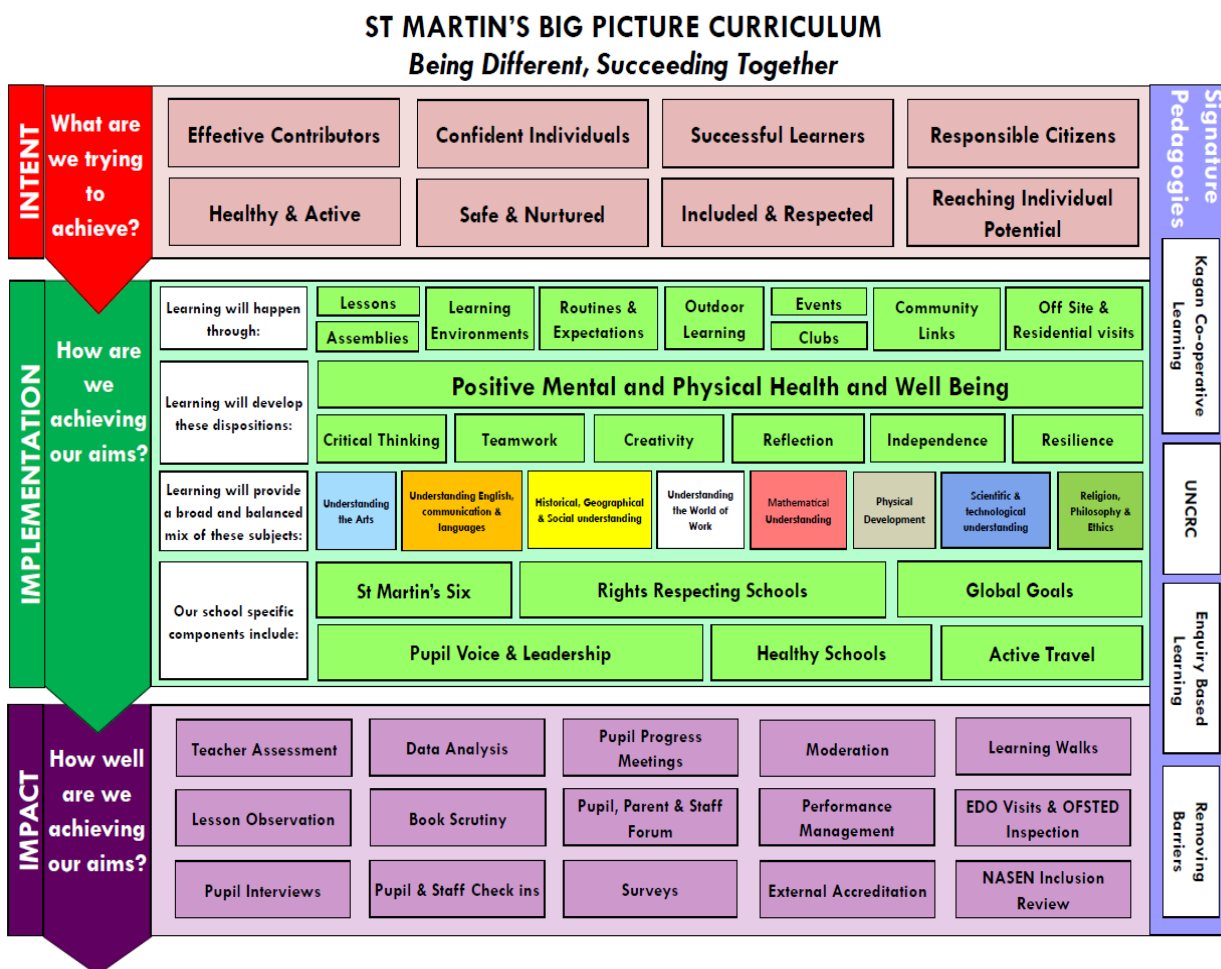 ST MARTIN'S BIG PICTURE CURRICULUM
Being Different, Succeeding Together
INTENT
What are
we trying
to
achieve?
Effective Contributors
Confident Individuals
Successful Learners
Responsible Citizens
Healthy & Active
Safe & Nurtured
Included & Respected
Reaching Individual
Potential
IMPLEMENTATION
How are
we
achieving
our aims?
Learning will happen
through:
Lessons
Assemblies
Learning
Environments
Routines &
Expectations
Outdoor
Learning
Events
Clubs
Community
Links
Off Site &
Residential visits
Learning will develop
these dispositions:
Positive Mental and Physical Health and Well Being
Critical Thinking
Teamwork
Creativity
Reflection
Independence
Resilience
Learning will provide
a broad and balanced
mix of these subjects:
Understanding
the Arts
Understanding English,
communication &
languages
Historical, Geographical
& Social understanding
Understanding
the World of
Work
Mathematical
Understanding
Physical
Development
Scientific &
technological
understanding
Religion,
Philosophy &
Ethics
Our school specific
components include:
St Martin's Six
Rights Respecting Schools
Global Goals
Pupil Voice & Leadership
Healthy Schools
Active Travel
IMPACT
How well
are we
achieving
our aims?
Teacher Assessment
Data Analysis
Pupil Progress
Meetings
Moderation
Learning Walks
Lesson Observation
Book Scrutiny
Pupil, Parent & Staff
Forum
Performance
Management
EDO Visits & OFSTED
Inspection
Pupil Interviews
Pupil & Staff Check ins
Surveys
External Accreditation
NASEN Inclusion
Review
Signature
Pedagogies
Kagan Co-operative
Learning
UNCRC
Enquiry Based
Learning
Removing
Barriers